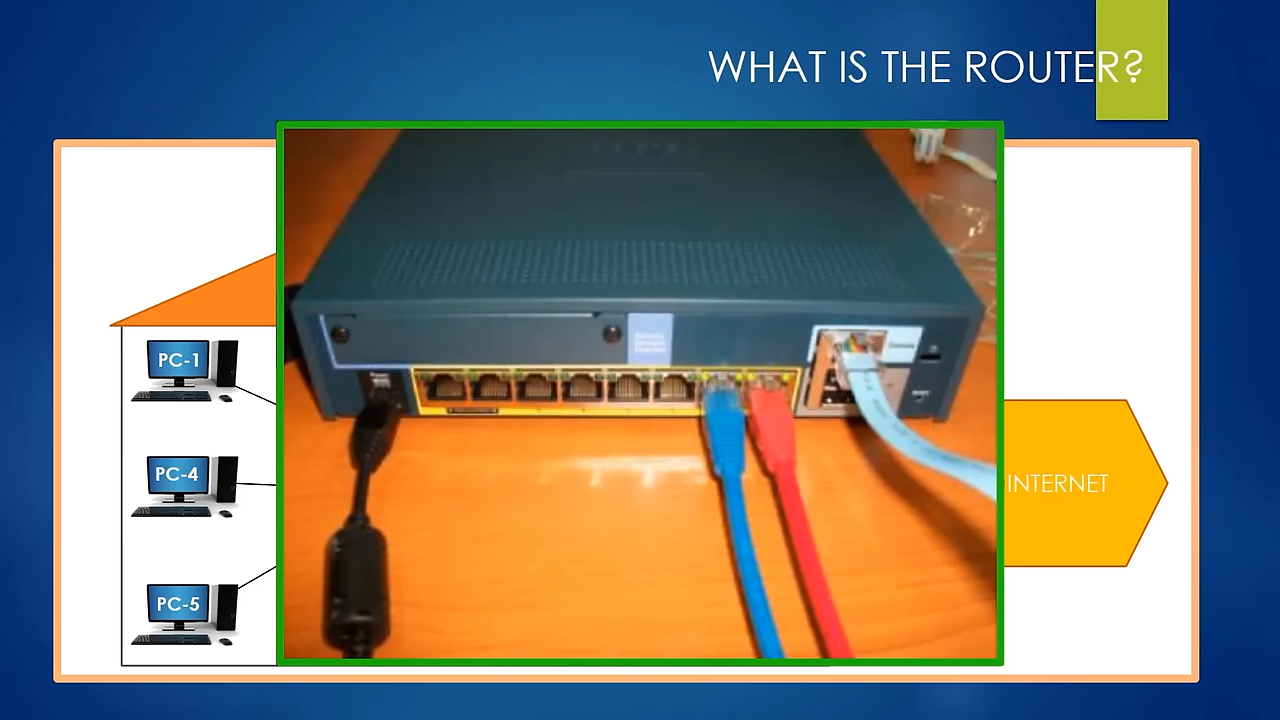 WHAT IS THE ROUTER?
PC-1
PC-4
PC-5
INTERNET